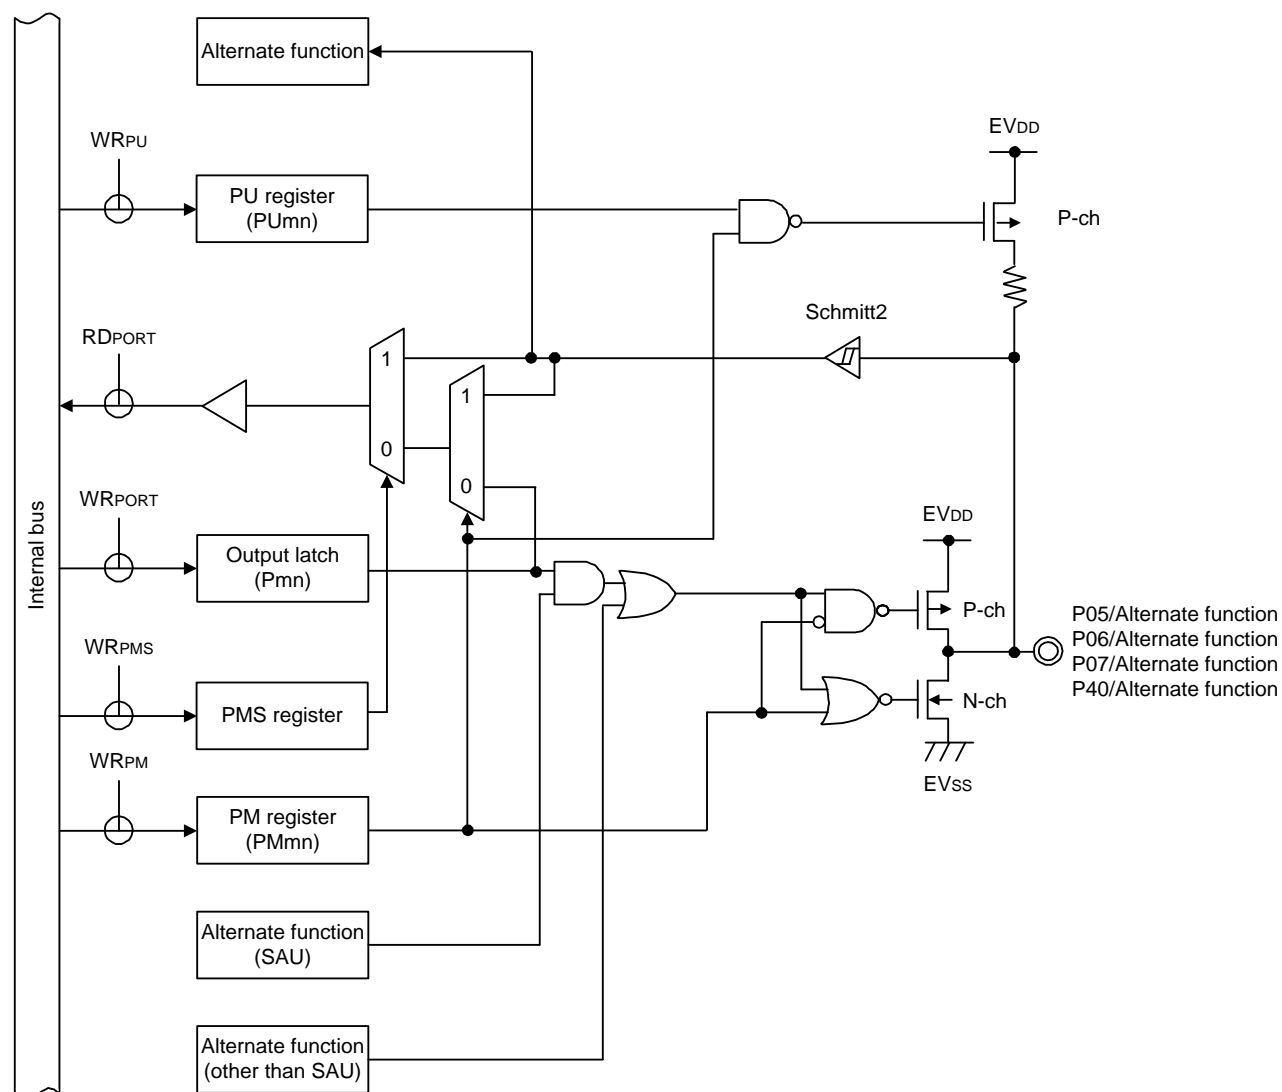 Alternate function
WRPU
PU register
(PUmn)
EVDD
P-ch
Schmitt2
RDPORT
1
0
1
0
WRPORT
Output latch
(Pmn)
Internal bus
EVDD
P-ch
P05/Alternate function
P06/Alternate function
P07/Alternate function
P40/Alternate function
N-ch
EVSS
WRPMS
PMS register
WRPM
PM register
(PMmn)
Alternate function
(SAU)
Alternate function
(other than SAU)